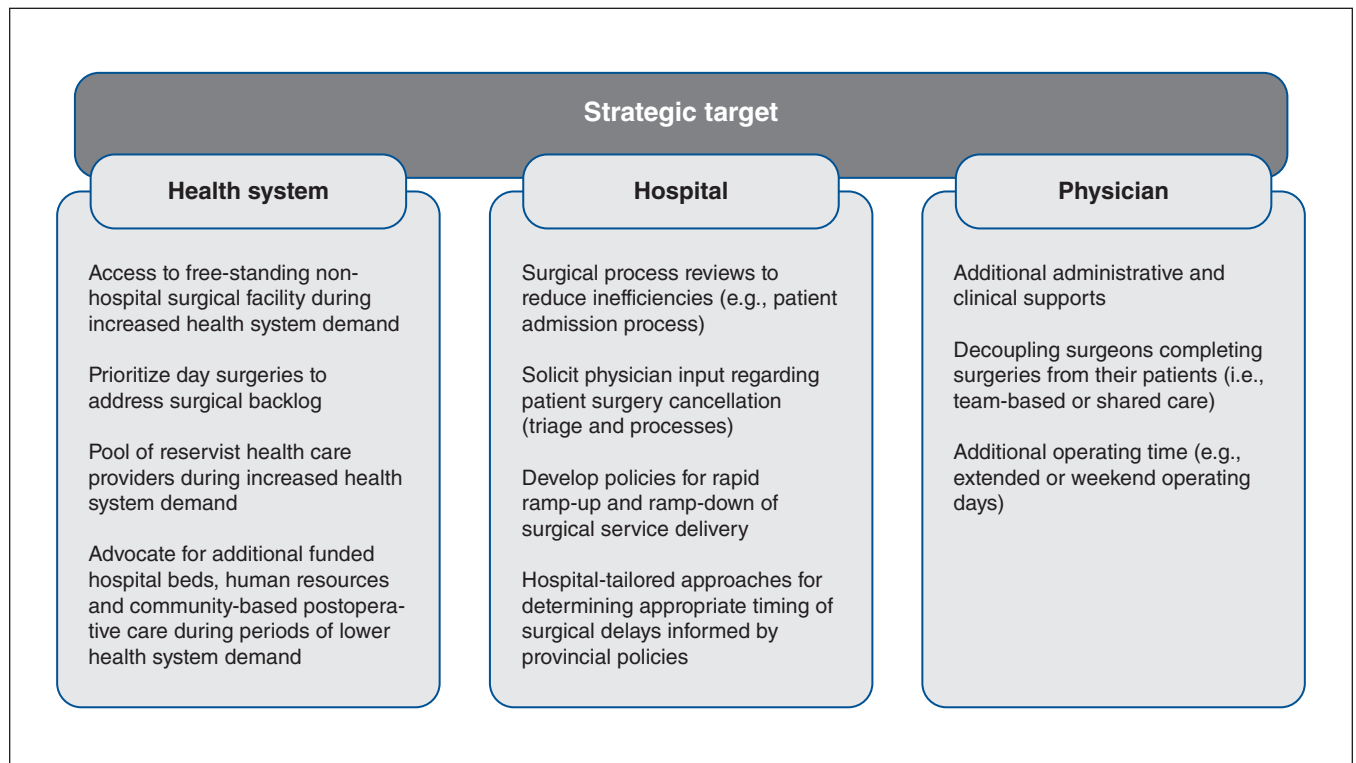 Strategic target
Health system
Access to free-standing non-
hospital surgical facility during
increased health system demand
Prioritize day surgeries to
address surgical backlog
Pool of reservist health care
providers during increased health
system demand
Advocate for additional funded
hospital beds, human resources
and community-based postopera-
tive care during periods of lower
health system demand
Hospital
Surgical process reviews to
reduce inefficiencies (e.g., patient
admission process)
Solicit physician input regarding
patient surgery cancellation
(triage and processes)
Develop policies for rapid
ramp-up and ramp-down of
surgical service delivery
Hospital-tailored approaches for
determining appropriate timing of
surgical delays informed by
provincial policies
Physician
Additional administrative and
clinical supports
Decoupling surgeons completing
surgeries from their patients (i.e.,
team-based or shared care)
Additional operating time (e.g.,
extended or weekend operating
days)